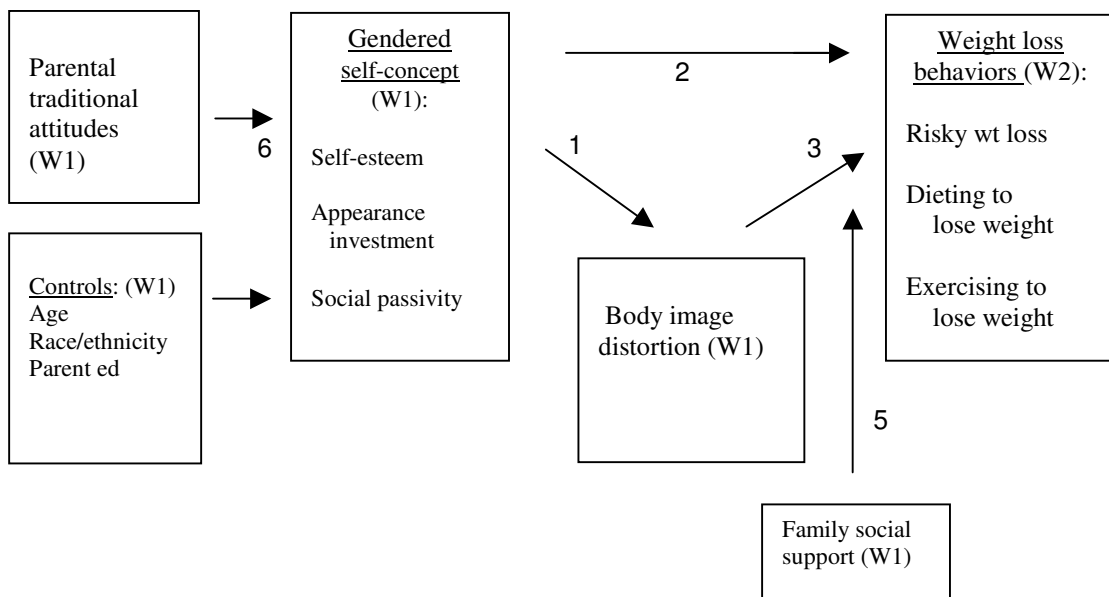 Parental
traditional
attitudes
(W1)
6
Controls: (W1)
Age
Race/ethnicity
Parent ed
Gendered
self-concept
(W1):
Self-esteem
Appearance
investment
Social passivity
2
1
3
Body image
distortion (W1)
Weight loss
behaviors (W2):
Risky wt loss
Dieting to
lose weight
Exercising to
lose weight
5
Family social
support (W1)